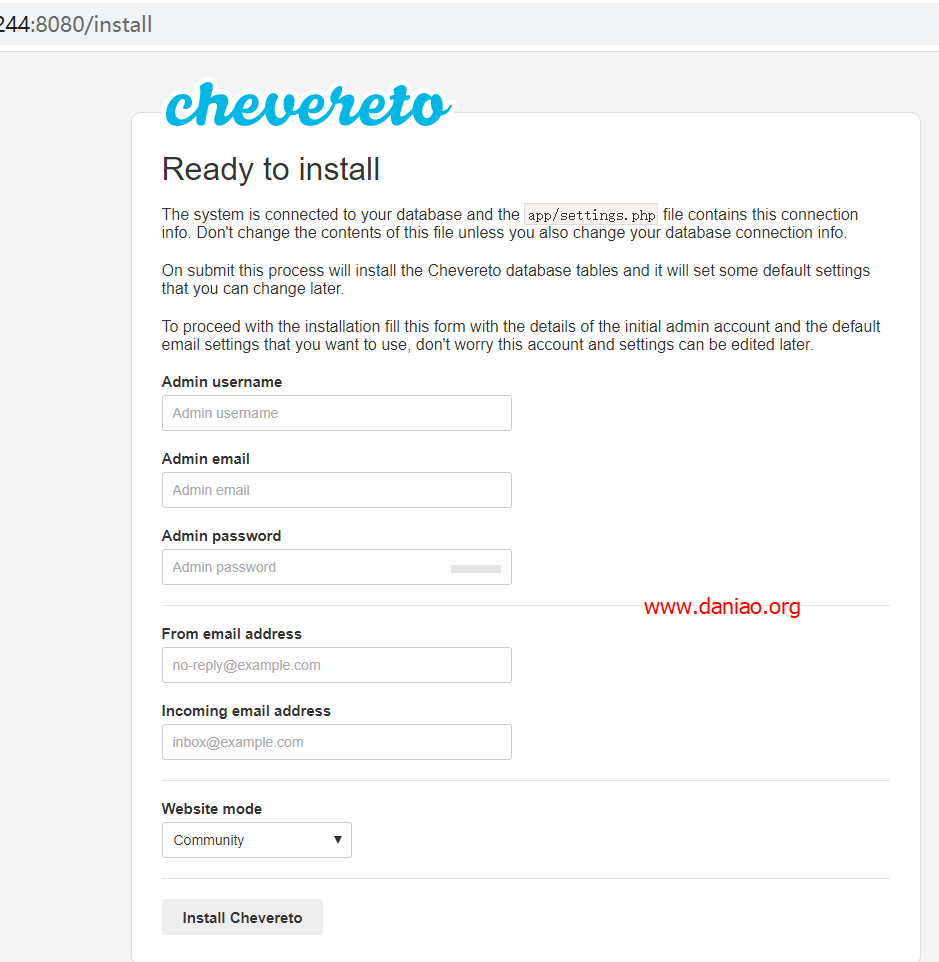 244:8080/install
chevereto
Ready to install
The system is connected to your database and the app/settings.php file contains this connection
info. Don't change the contents of this file unless you also change your database connection info.
On submit this process will install the Chevereto database tables and it will set some default settings
that you can change later.
To proceed with the installation fill this form with the details of the initial admin account and the default
email settings that you want to use, don't worry this account and settings can be edited later.
Admin username
Admin username
Admin email
Admin email
Admin password
Admin password
www.daniao.org
From email address
no-reply@example.com
Incoming email address
inbox@example.com
Website mode
Community
Install Chevereto